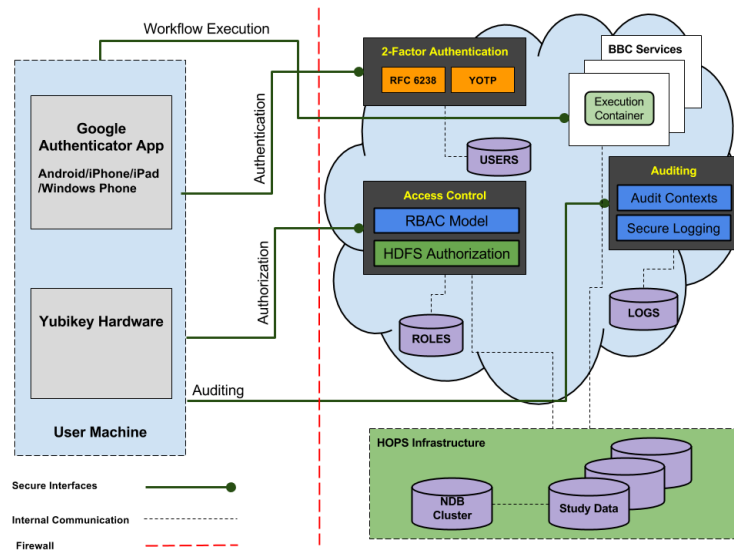 Workflow Execution
2-Factor Authentication
BBC Services
RFC 6238
YOTP
Execution
Container
Google
Authenticator App
Android/iPhone/iPad
/Windows Phone
Authentication
USERS
Auditing
Access Control
Audit Contexts
RBAC Model
Secure Logging
HDFS Authorization
Authorization
Yubikey Hardware
ROLES
LOGS
Auditing
User Machine
HOPS Infrastructure
NDB
Cluster
Study Data
Secure Interfaces
Internal Communication
Firewall